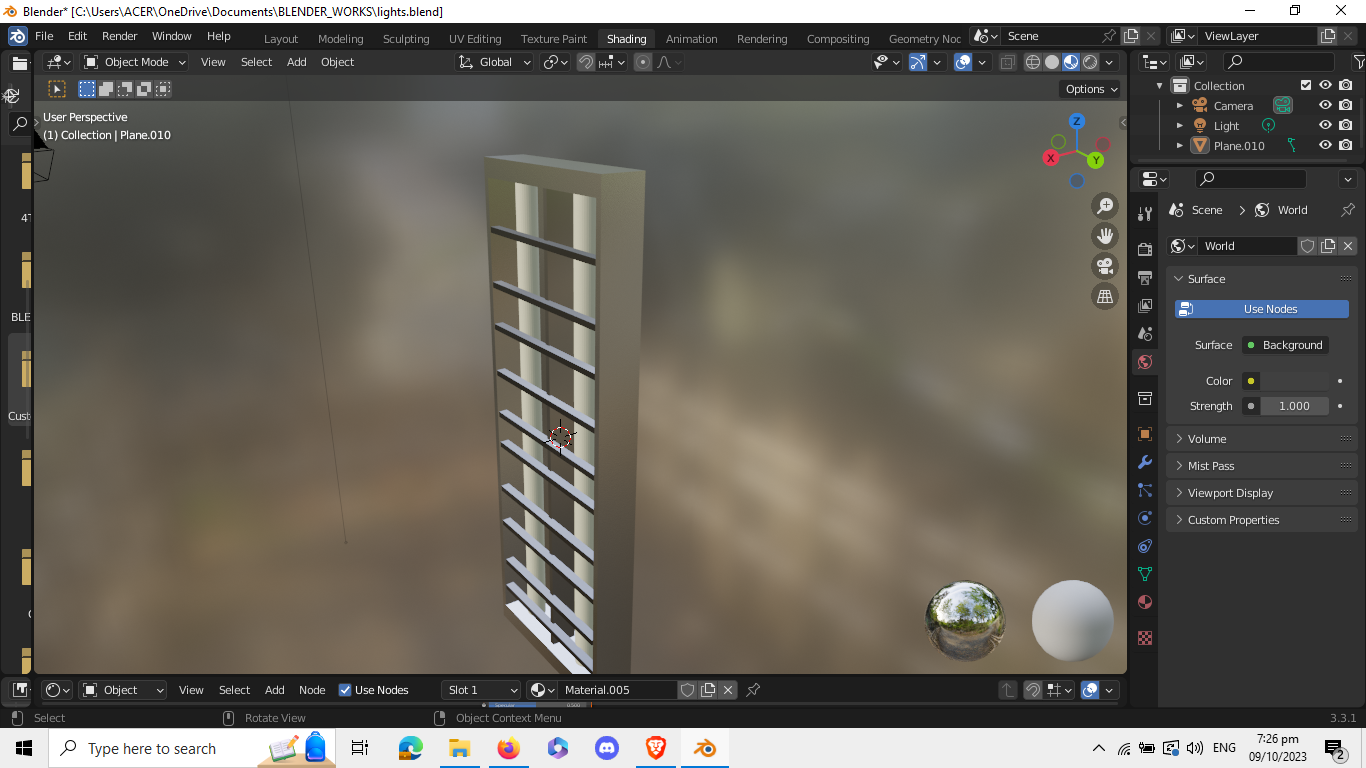 Blender* [C:\Users\ACER\OneDrive\Documents\BLENDER_WORKS\lights.blend]
File Edit Render Window Help Layout Modeling Sculpting UV Editing Texture Paint Shading Animation Rendering Compositing Geometry Noc Scene ViewLayer
Object Mode View Select Add Object Global
Options
User Perspective
(1) Collection | Plane.010
Z
X
Y
Collection
Camera
Light
Plane.010
Scene World
World
Surface
Use Nodes
Surface Background
Color
Strength 1.000
Volume
Mist Pass
Viewport Display
Custom Properties
4T
BLE
Cust
Object View Select Add Node Use Nodes Slot 1 Material.005
Select Rotate View Object Context Menu 3.3.1
Type here to search
ENG
7:26 pm
09/10/2023
2